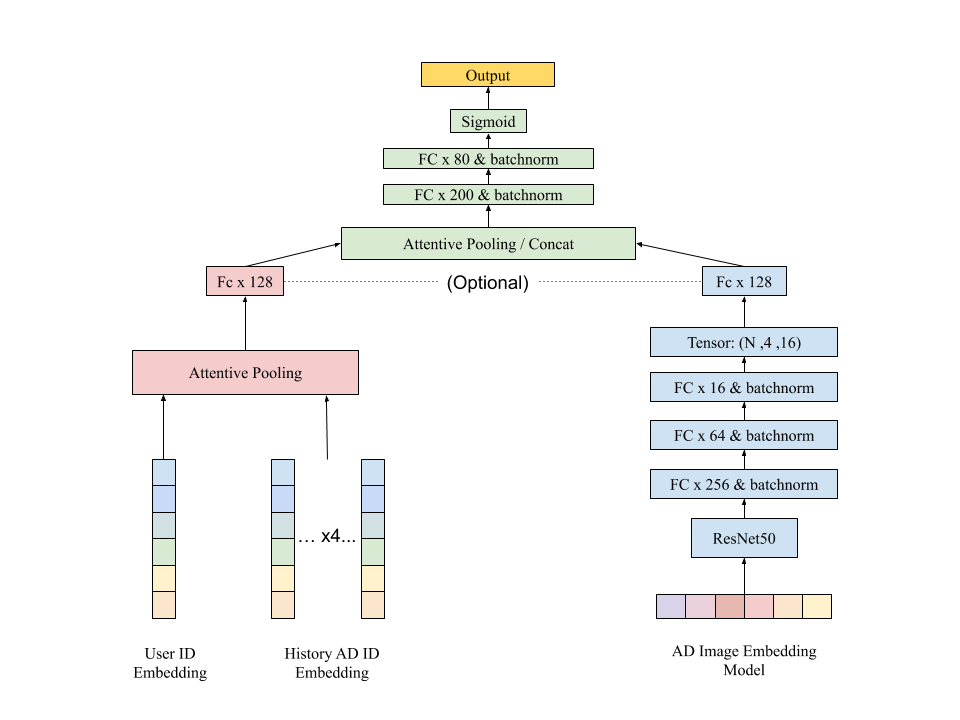 Output
Sigmoid
FC x 80 & batchnorm
FC x 200 & batchnorm
Attentive Pooling / Concat
Fc x 128
(Optional)
Fc x 128
Tensor: (N ,4 ,16)
Attentive Pooling
FC x 16 & batchnorm
FC x 64 & batchnorm
FC x 256 & batchnorm
... x4...
ResNet50
User ID
Embedding
History AD ID
Embedding
AD Image Embedding
Model